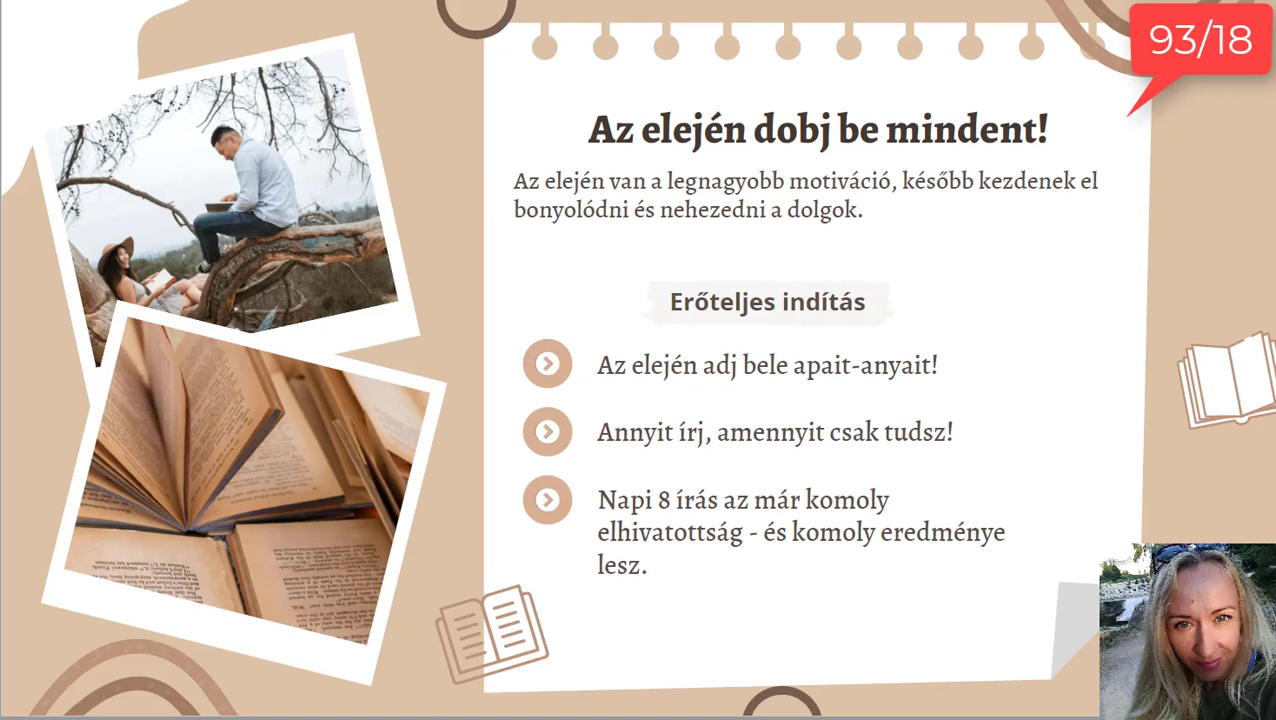 93/18
Az elején dobj be mindent!
Az elején van a legnagyobb motiváció, később kezdenek el
bonyolódni és nehezedni a dolgok.
Erőteljes indítás
Az elején adj bele apait-anyait!
Annyit írj, amennyit csak tudsz!
Napi 8 írás az már komoly
elhivatottság - és komoly eredménye
lesz.